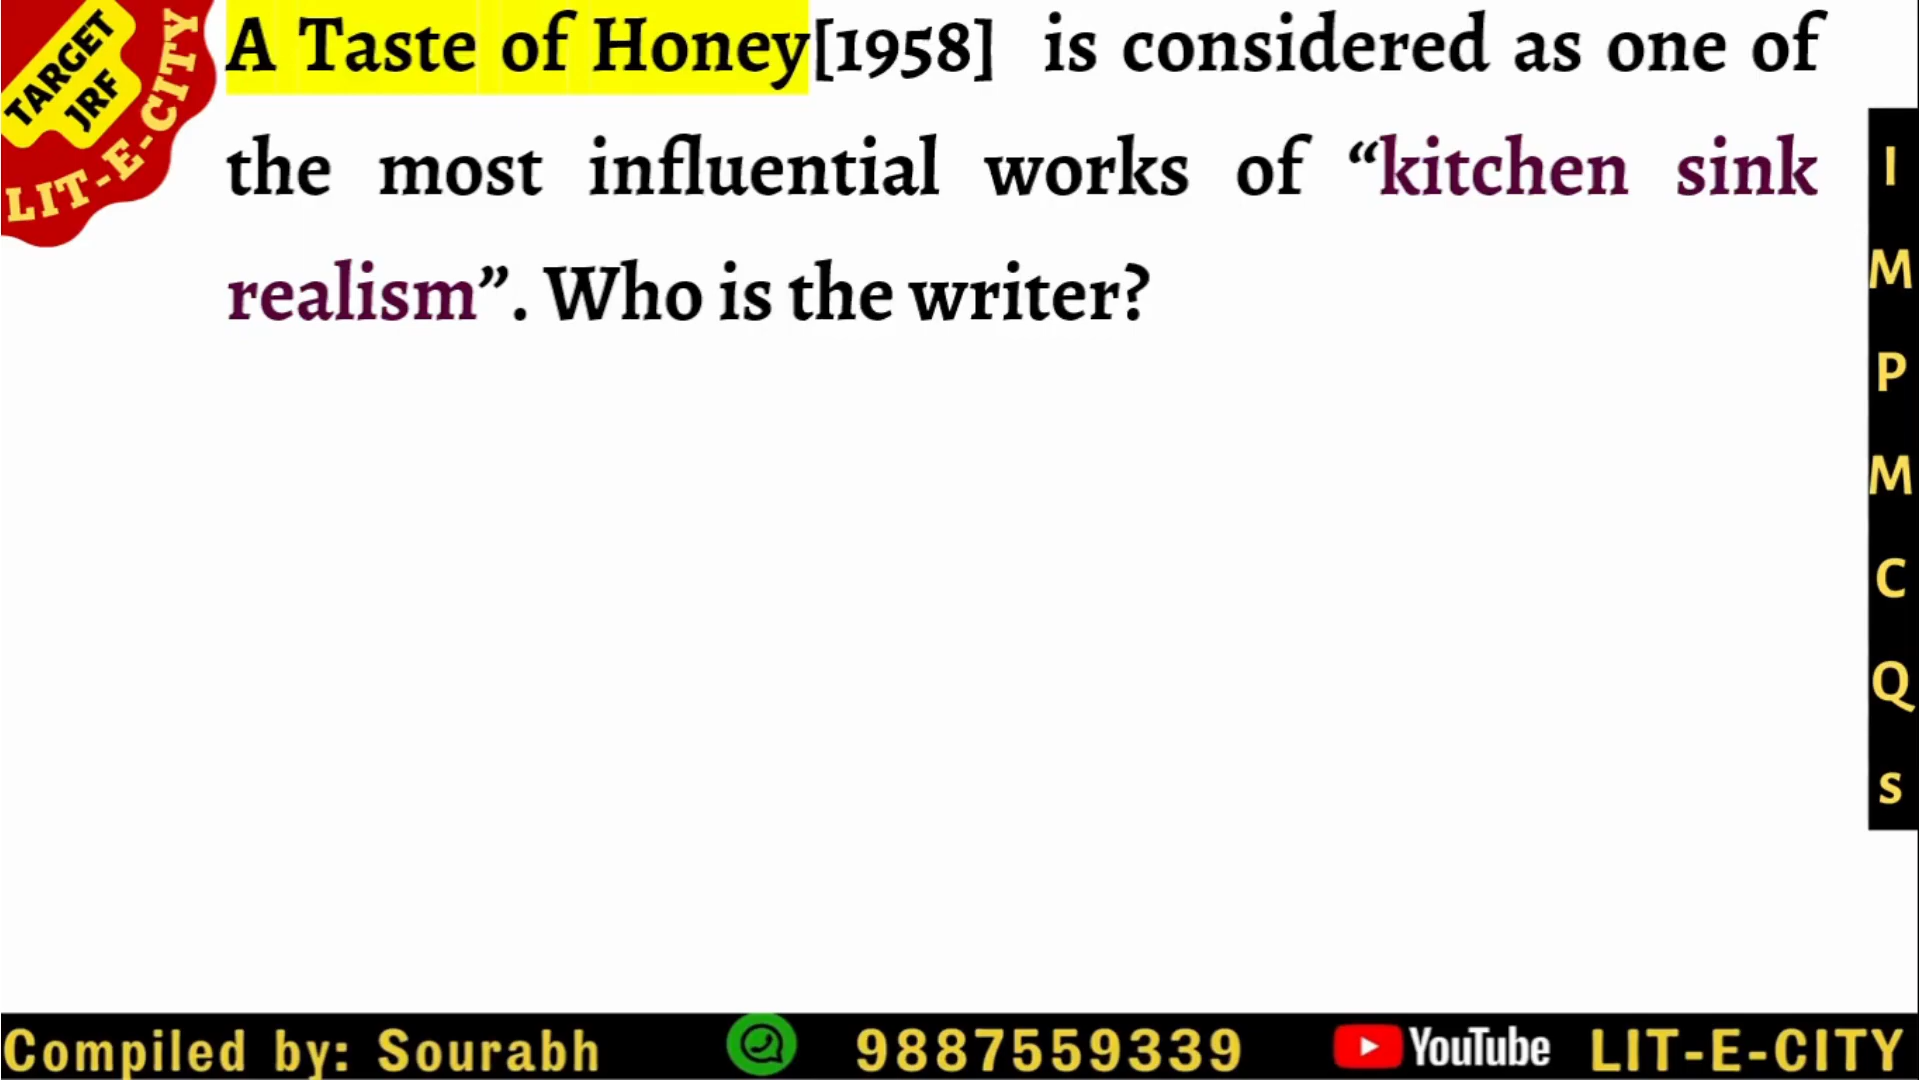 TARGET
JRF
LIT-E-CITY
A Taste of Honey[1958] is considered as one of
the most influential works of “kitchen sink
realism”. Who is the writer?
I
M
P
M
C
Q
s
Compiled by: Sourabh 9887559339 YouTube LIT-E-CITY